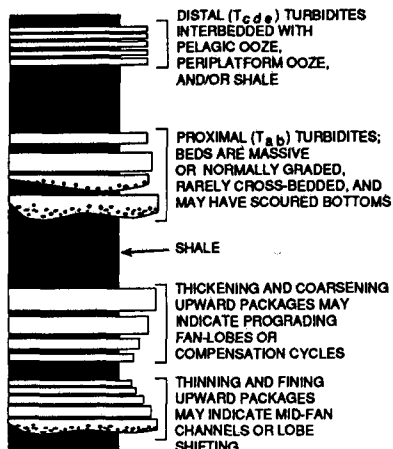 DISTAL (Tcde) TURBIDITES
INTERBEDDED WITH
PELAGIC OOZE,
PERIPLATFORM OOZE,
AND/OR SHALE
PROXIMAL (Tab) TURBIDITES;
BEDS ARE MASSIVE
OR NORMALLY GRADED,
RARELY CROSS-BEDDED, AND
MAY HAVE SCOURED BOTTOMS
SHALE
THICKENING AND COARSENING
UPWARD PACKAGES MAY
INDICATE PROGRADING
FAN-LOBES OR
COMPENSATION CYCLES
THINNING AND FINING
UPWARD PACKAGES
MAY INDICATE MID-FAN
CHANNELS OR LOBE
SHIFTING